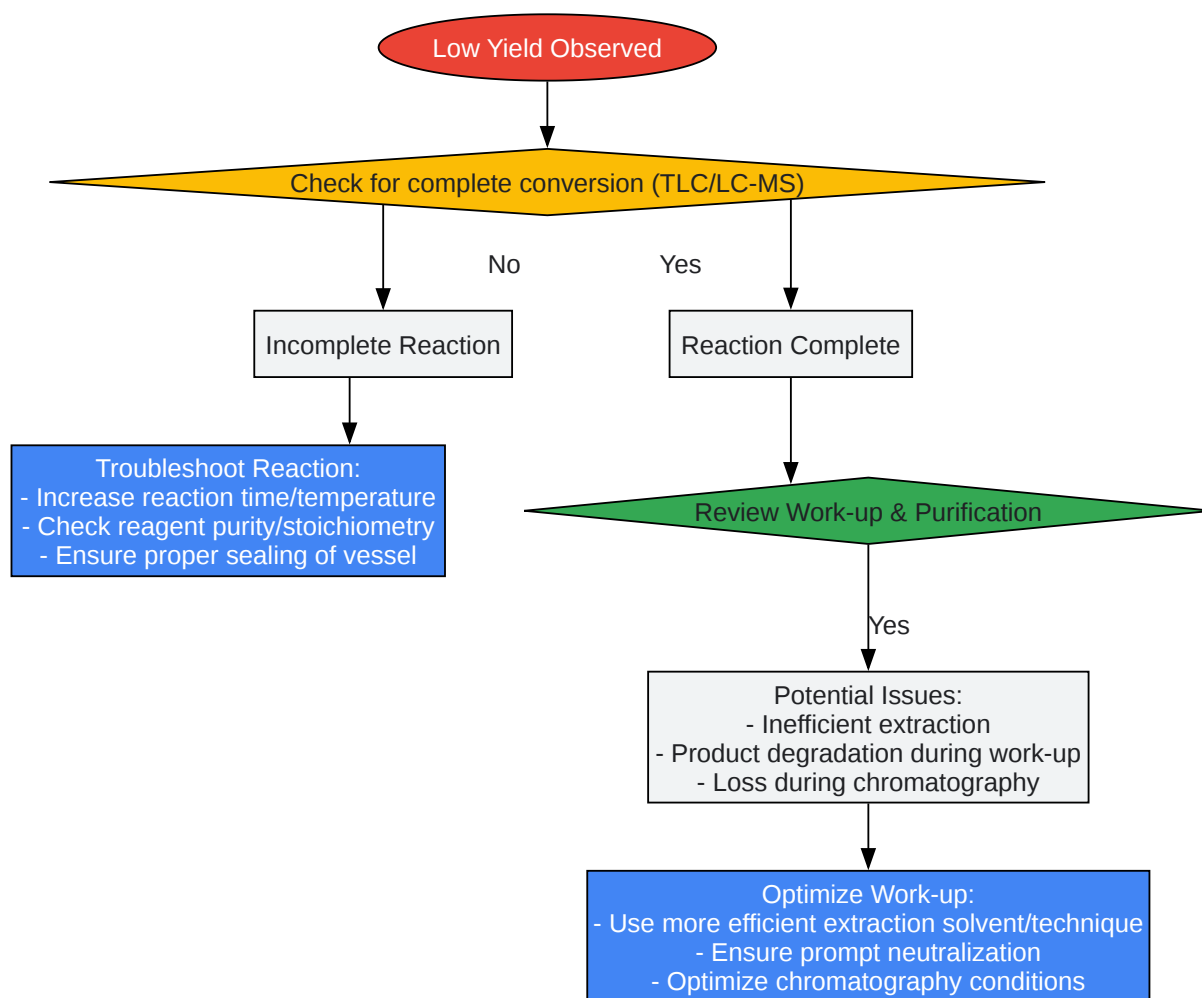 Low Yield Observed
Check for complete conversion (TLC/LC-MS)
No
Yes
Incomplete Reaction
Reaction Complete
Troubleshoot Reaction:
- Increase reaction time/temperature
- Check reagent purity/stoichiometry
- Ensure proper sealing of vessel
Review Work-up & Purification
Yes
Potential Issues:
- Inefficient extraction
- Product degradation during work-up
- Loss during chromatography
Optimize Work-up:
- Use more efficient extraction solvent/technique
- Ensure prompt neutralization
- Optimize chromatography conditions